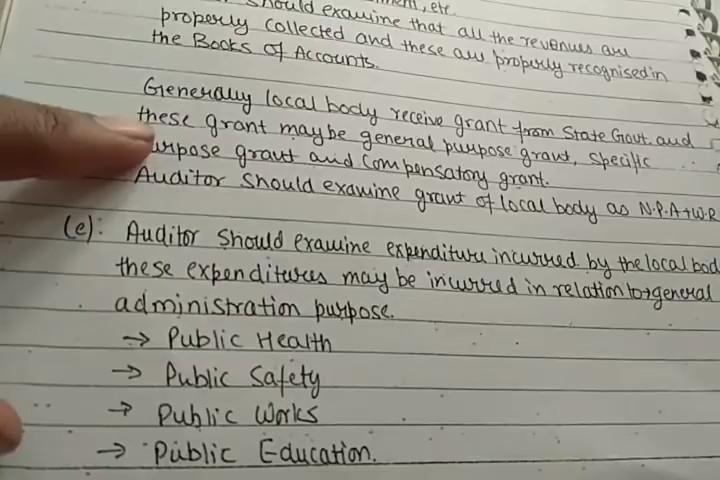 should examine that all the revenues are
properly collected and these are properly recognised in
the Books of Accounts.
Generally local body receive grant from State Govt. and
these grant maybe general purpose grant, specific
purpose grant and compensatory grant.
Auditor should examine grant of local body as N.P.A+W.R
(e): Auditor should examine expenditure incurred by the local bod
these expenditures may be incurred in relation to→general
administration purpose.
→ Public Health
→ Public Safety
→ Public Works
→ Public Education.